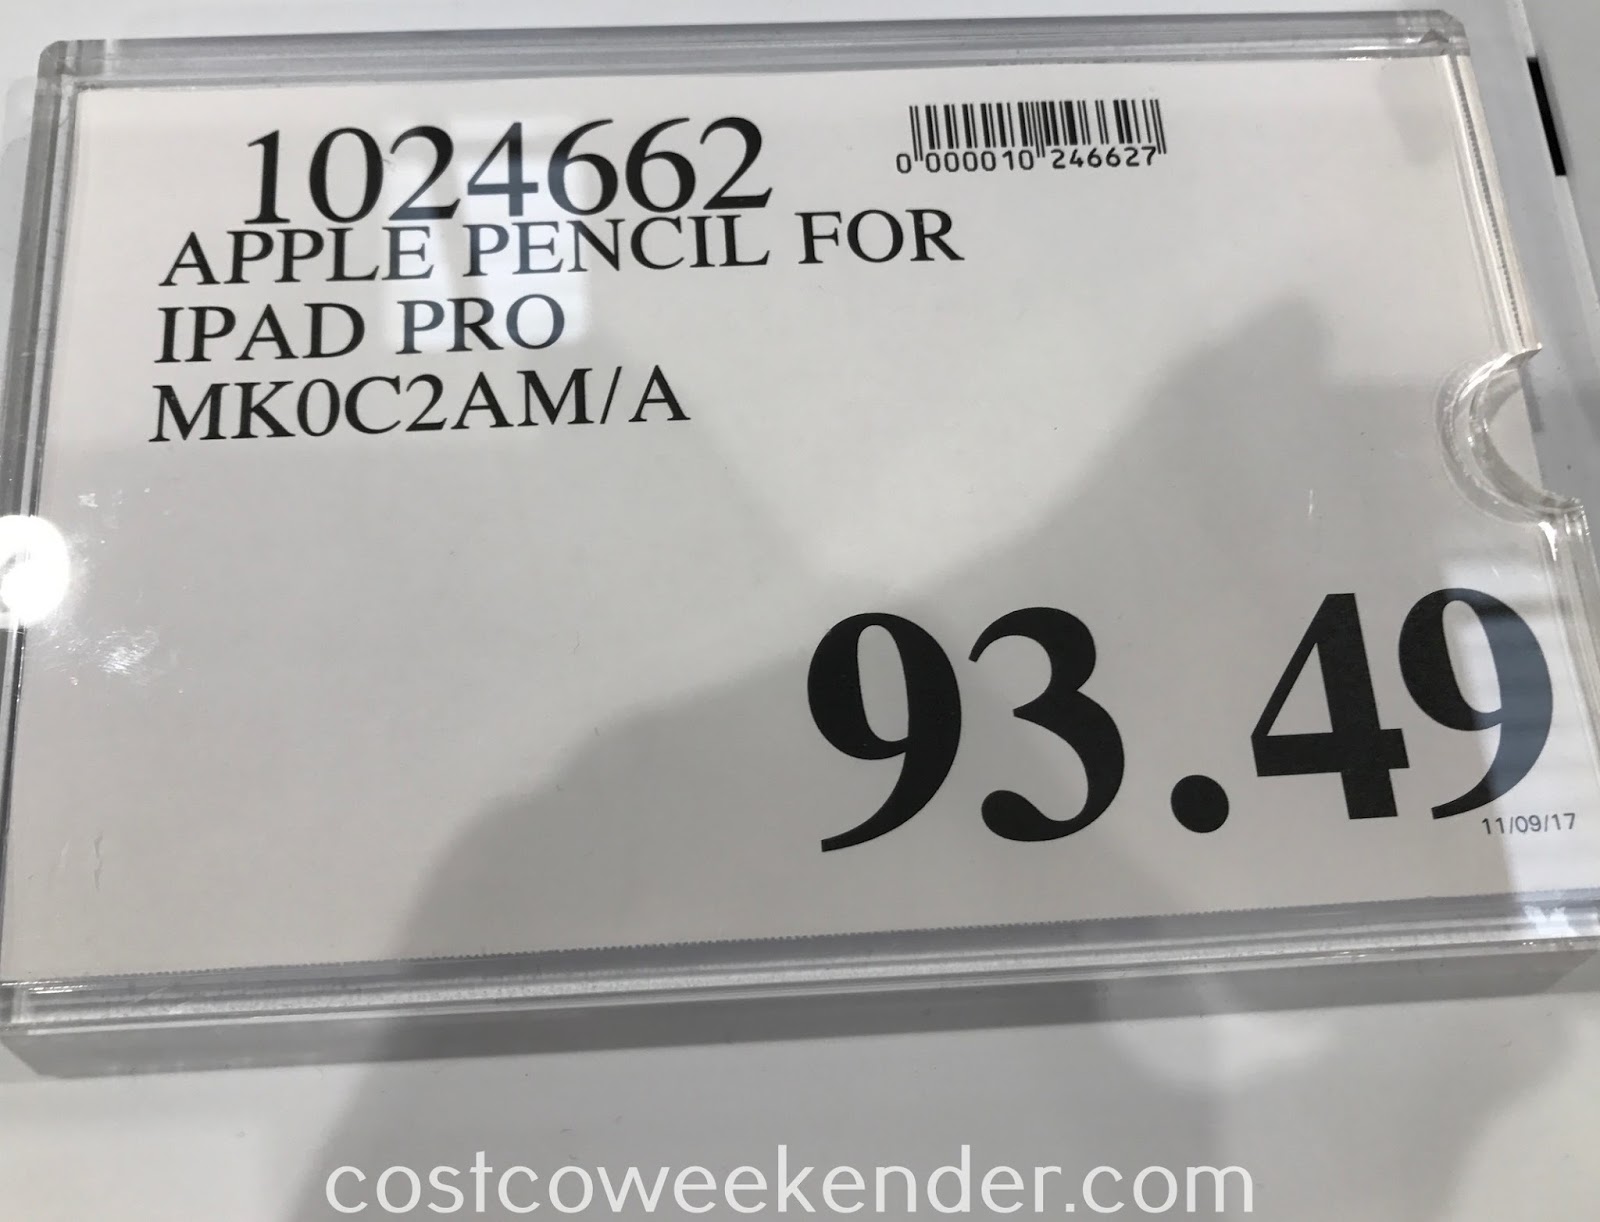 1024662
0 000010 246627
APPLE PENCIL FOR
IPAD PRO
MK0C2AM/A
93.49
11/09/17
costcoweekender.com